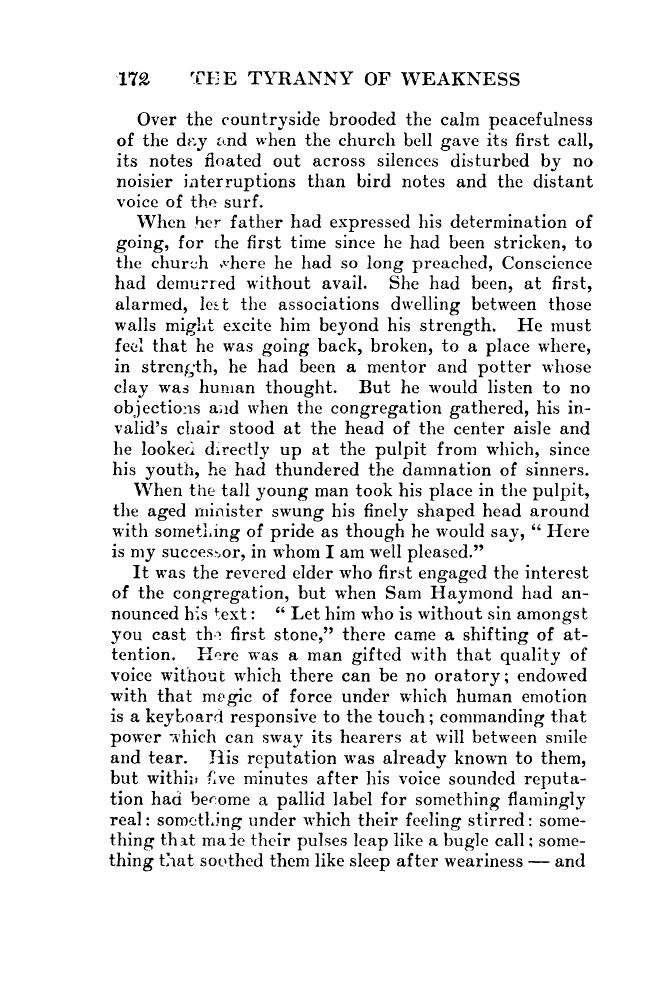 172 THE TYRANNY OF WEAKNESS
Over the countryside brooded the calm peacefulness
of the day and when the church bell gave its first call,
its notes floated out across silences disturbed by no
noisier interruptions than bird notes and the distant
voice of the surf.
When her father had expressed his determination of
going, for the first time since he had been stricken, to
the church where he had so long preached, Conscience
had demurred without avail. She had been, at first,
alarmed, lest the associations dwelling between those
walls might excite him beyond his strength. He must
feel that he was going back, broken, to a place where,
in strength, he had been a mentor and potter whose
clay was human thought. But he would listen to no
objections and when the congregation gathered, his in-
valid's chair stood at the head of the center aisle and
he looked directly up at the pulpit from which, since
his youth, he had thundered the damnation of sinners.
When the tall young man took his place in the pulpit,
the aged minister swung his finely shaped head around
with something of pride as though he would say, “ Here
is my successor, in whom I am well pleased.”
It was the revered elder who first engaged the interest
of the congregation, but when Sam Haymond had an-
nounced his text: “ Let him who is without sin amongst
you cast the first stone,” there came a shifting of at-
tention. Here was a man gifted with that quality of
voice without which there can be no oratory; endowed
with that magic of force under which human emotion
is a keyboard responsive to the touch; commanding that
power which can sway its hearers at will between smile
and tear. His reputation was already known to them,
but within five minutes after his voice sounded reputa-
tion had become a pallid label for something flamingly
real: something under which their feeling stirred: some-
thing that made their pulses leap like a bugle call; some-
thing that soothed them like sleep after weariness — and